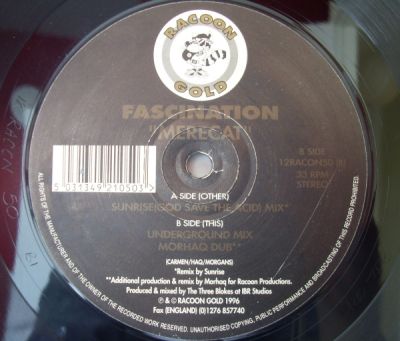 RACOON
GOLD
FASCINATION
"MERECAT"
B SIDE
12RACON50 (B)
33 RPM
STEREO
5 031349 210503 >
A SIDE (OTHER)
SUNRISE(GOD SAVE THE ACID) MIX*
B SIDE (THIS)
UNDERGROUND MIX
MORHAQ DUB**
(CARMEN/HAQ/MORGANS)
*Remix by Sunrise
**Additional production & remix by Morhaq for Racoon Productions.
Produced & mixed by The Three Blokes at IBR Studios
℗ & © RACOON GOLD 1996
Fax (ENGLAND) (0)1276 857740
ALL RIGHTS OF THE MANUFACTURER AND OF THE OWNER OF THE RECORDED WORK RESERVED. UNAUTHORISED COPYING, PUBLIC PERFORMANCE AND BROADCASTING OF THIS RECORD PROHIBITED.
RACOON 50 B1